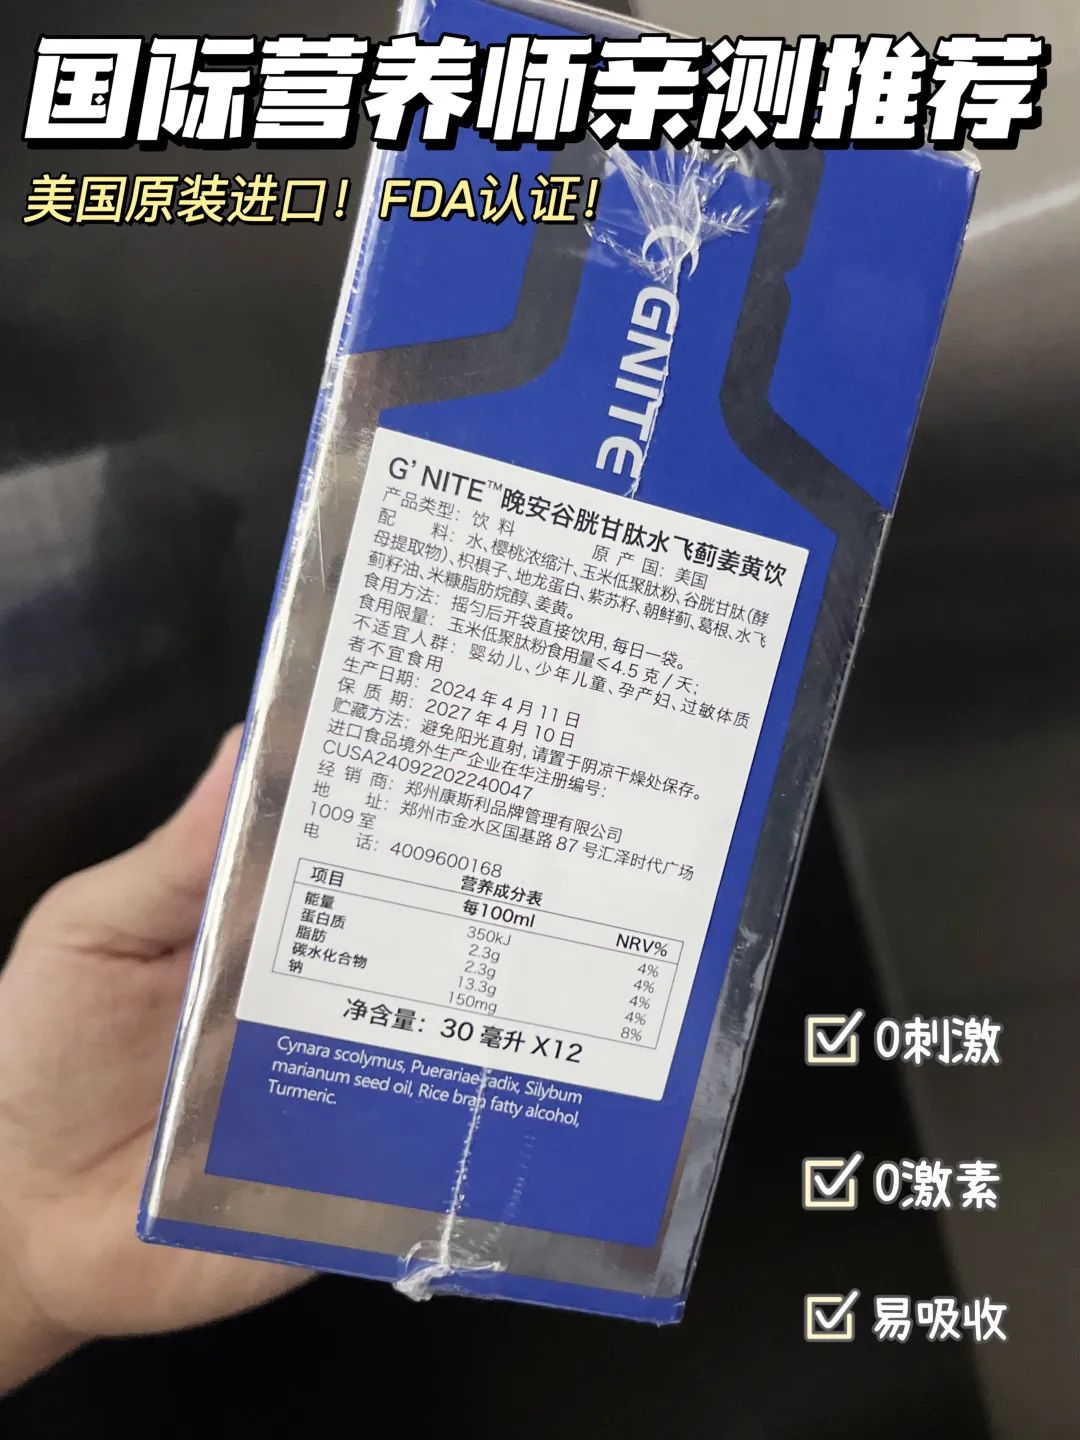 国际营养师亲测推荐
美国原装进口！FDA认证！
GNITE
G' NITE™晚安谷胱甘肽水飞蓟姜黄饮
产品类型：饮料 原产国：美国
配料：水、樱桃浓缩汁、玉米低聚肽粉、谷胱甘肽（酵
母提取物）、枳椇子、地龙蛋白、紫苏籽、朝鲜蓟、葛根、水飞
蓟籽油、米糠脂肪烷醇、姜黄。
食用方法：摇匀后开袋直接饮用，每日一袋。
食用限量：玉米低聚肽粉食用量≤4.5克/天；
不适宜人群：婴幼儿、少年儿童、孕产妇、过敏体质
者不宜食用
生产日期：2024年4月11日
保质期：2027年4月10日
贮藏方法：避免阳光直射，请置于阴凉干燥处保存。
进口食品境外生产企业在华注册编号：
CUSA24092202240047
经销商：郑州康斯利品牌管理有限公司
地址：郑州市金水区国基路87号汇泽时代广场
1009室
电话：4009600168
营养成分表
项目 每100ml NRV%
能量 350kJ 4%
蛋白质 2.3g 4%
脂肪 2.3g 4%
碳水化合物 13.3g 4%
钠 150mg 8%
净含量：30毫升X12
Cynara scolymus, Puerariae radix, Silybum
marianum seed oil, Rice bran fatty alcohol,
Turmeric.
0刺激
0激素
易吸收